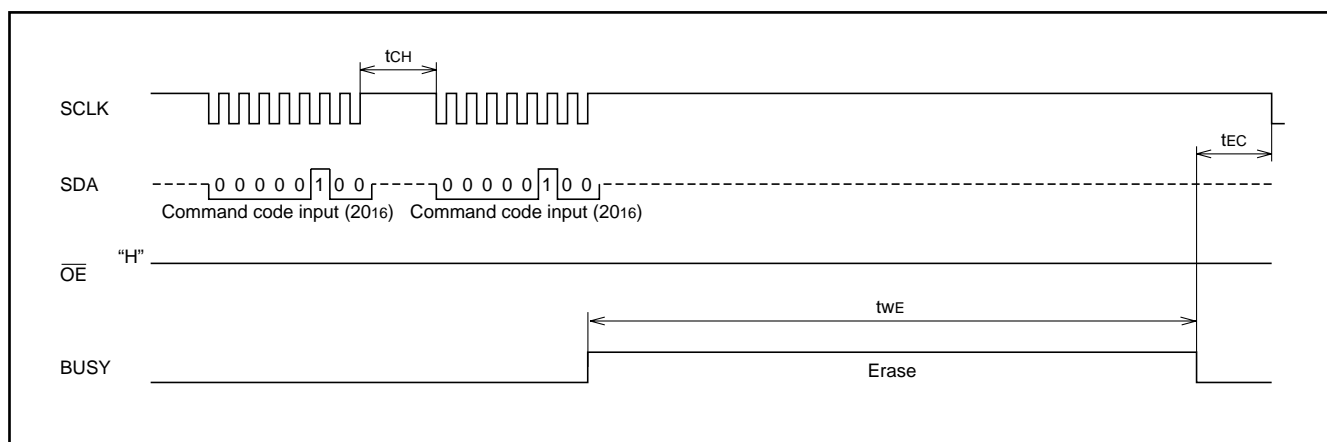 tCH
SCLK
tEC
SDA
0 0 0 0 0 1 0 0
0 0 0 0 0 1 0 0
Command code input (2016)
Command code input (2016)
“H”
OE
twE
BUSY
Erase